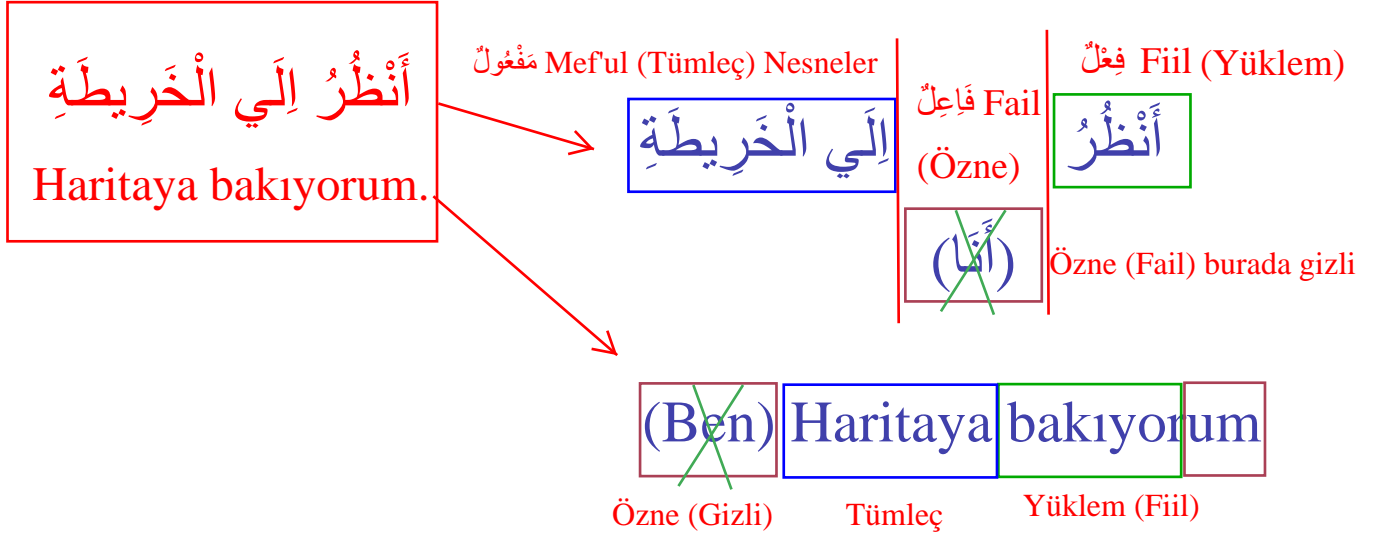 أَنْظُرُ اِلَي الْخَرِيطَةِ
Haritaya bakıyorum.
مَفْعُولٌ Mef'ul (Tümleç) Nesneler
اِلَي الْخَرِيطَةِ
فَاعِلٌ Fail
(Özne)
(أَنَا)
فِعْلٌ Fiil (Yüklem)
أَنْظُرُ
Özne (Fail) burada gizli
(Ben) Haritaya bakıyorum
Özne (Gizli) Tümleç Yüklem (Fiil)